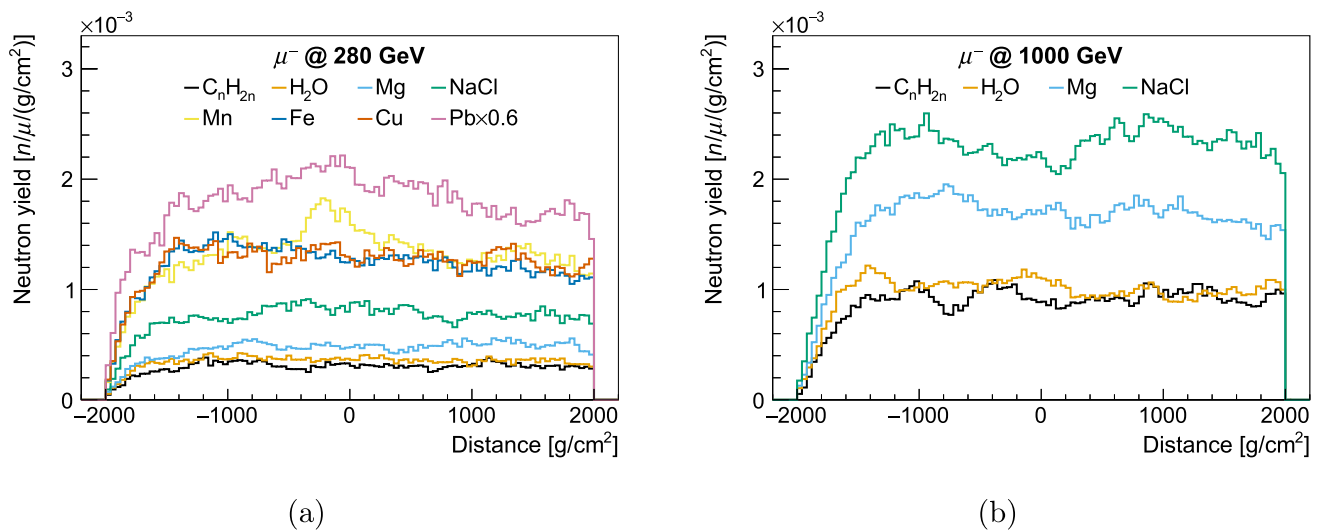 ×10⁻³
μ⁻ @ 280 GeV
CₙH₂ₙ H₂O Mg NaCl
Mn Fe Cu Pb×0.6
Neutron yield [n/μ/(g/cm²)]
3
2
1
0
−2000 −1000 0 1000 2000
Distance [g/cm²]
(a)
×10⁻³
μ⁻ @ 1000 GeV
CₙH₂ₙ H₂O Mg NaCl
Neutron yield [n/μ/(g/cm²)]
3
2
1
0
−2000 −1000 0 1000 2000
Distance [g/cm²]
(b)